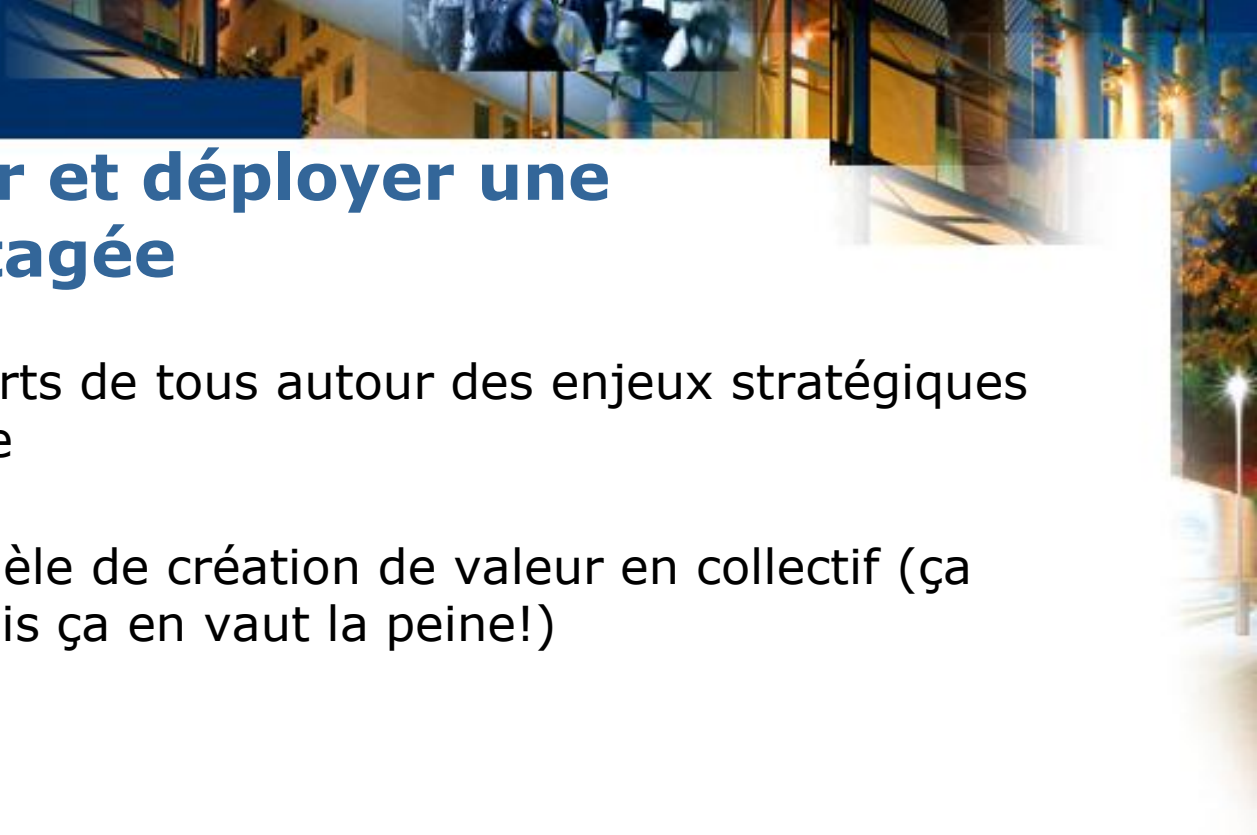 r et déployer une
tagée
rts de tous autour des enjeux stratégiques
e
èle de création de valeur en collectif (ça
is ça en vaut la peine!)